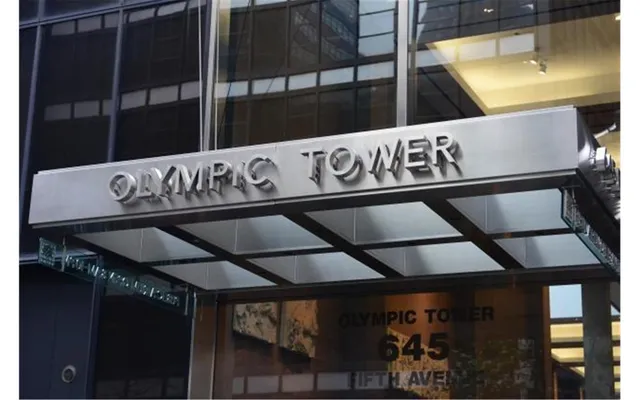 OLYMPIC TOWER
OLYMPIC TOWER
645
FIFTH AVENUE